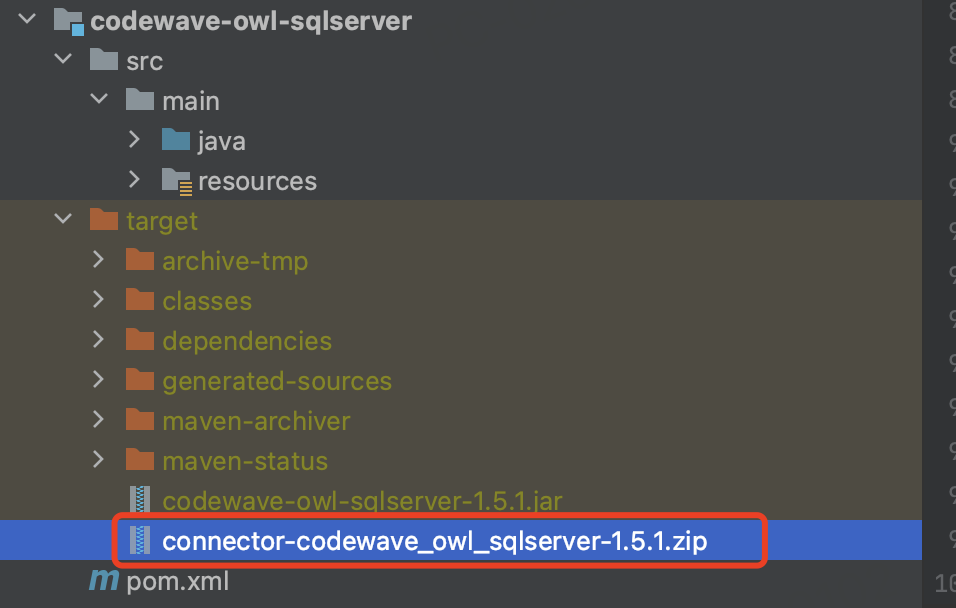 codewave-owl-sqlserver
src
main
java
resources
target
archive-tmp
classes
dependencies
generated-sources
maven-archiver
maven-status
codewave-owl-sqlserver-1.5.1.jar
connector-codewave_owl_sqlserver-1.5.1.zip
m pom.xml